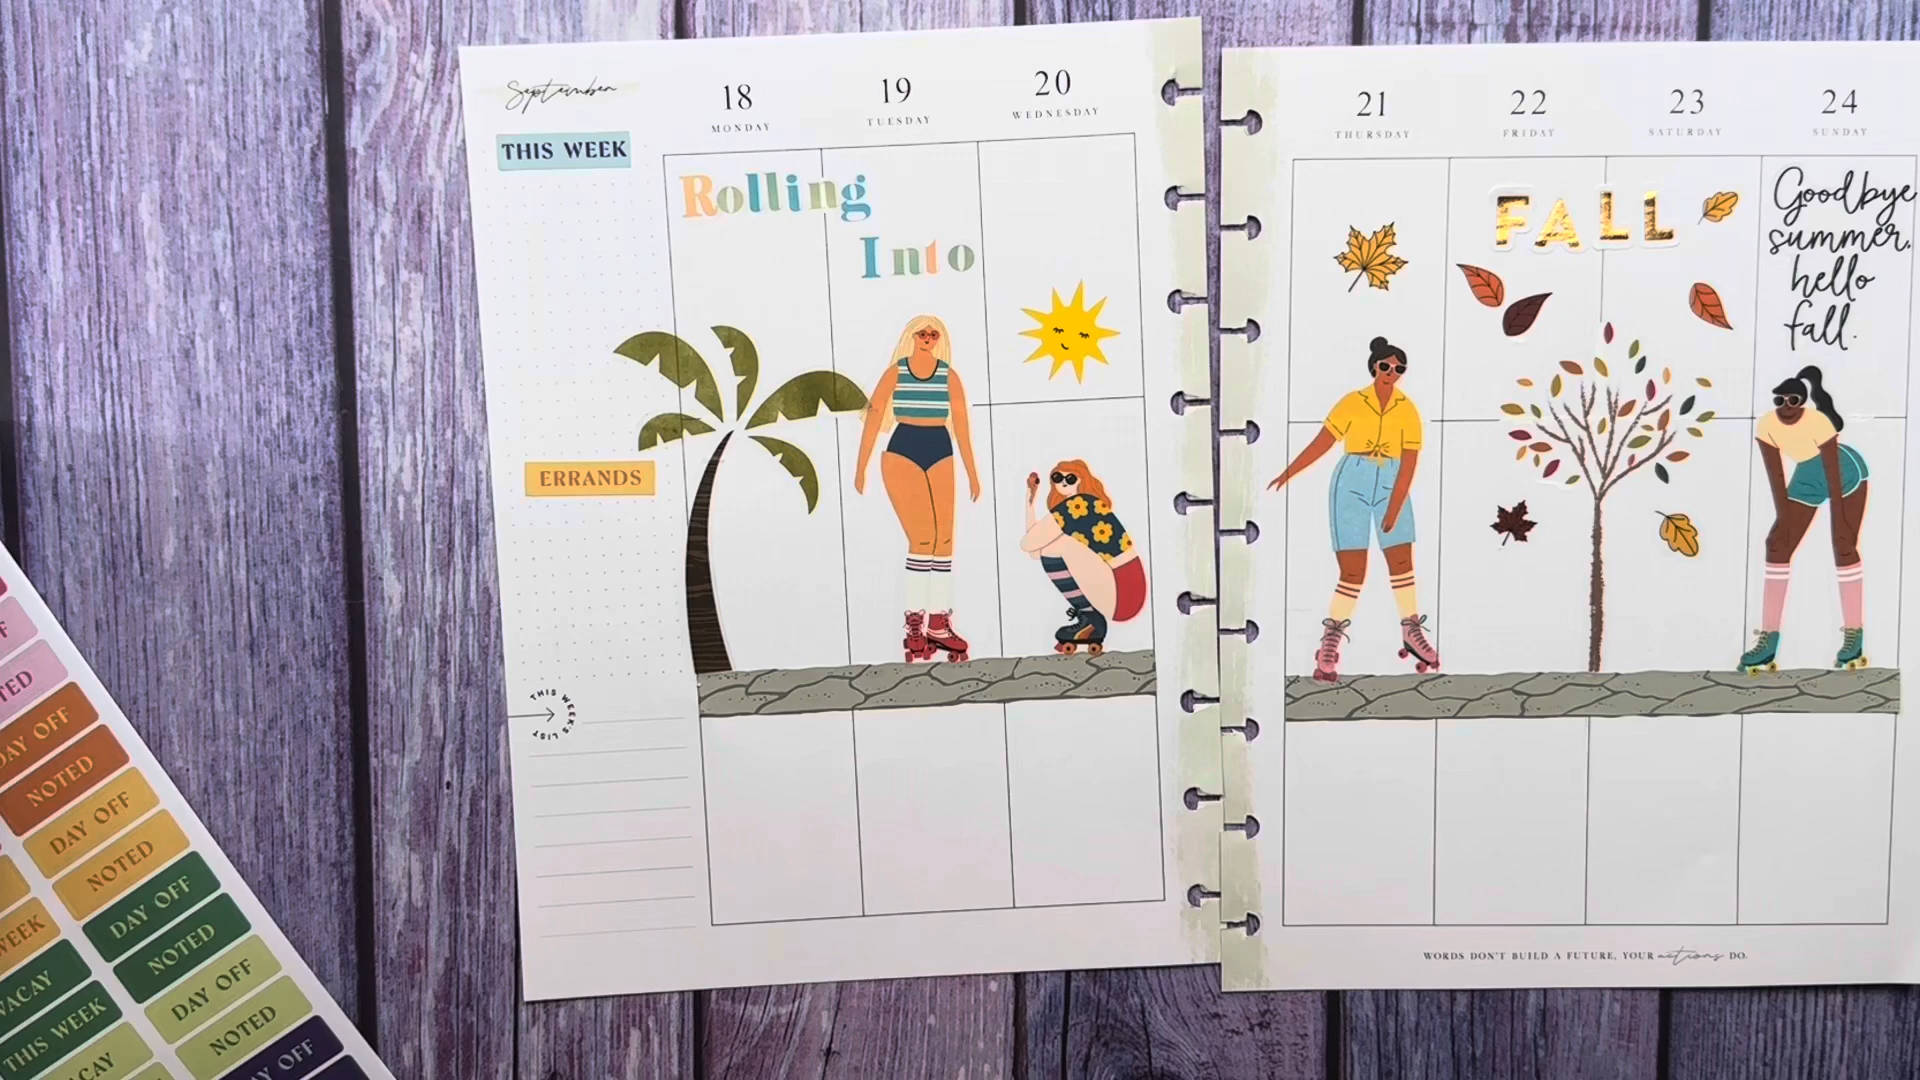 September
18
MONDAY
19
TUESDAY
20
WEDNESDAY
THIS WEEK
Rolling
Into
ERRANDS
THIS WEEK'S LIST
21
THURSDAY
22
FRIDAY
23
SATURDAY
24
SUNDAY
FALL
Goodbye
summer.
hello
fall.
WORDS DON'T BUILD A FUTURE, YOUR actions DO.
DAY OFF
NOTED
DAY OFF
NOTED
DAY OFF
NOTED
DAY OFF
NOTED
WEEK
VACAY
THIS WEEK